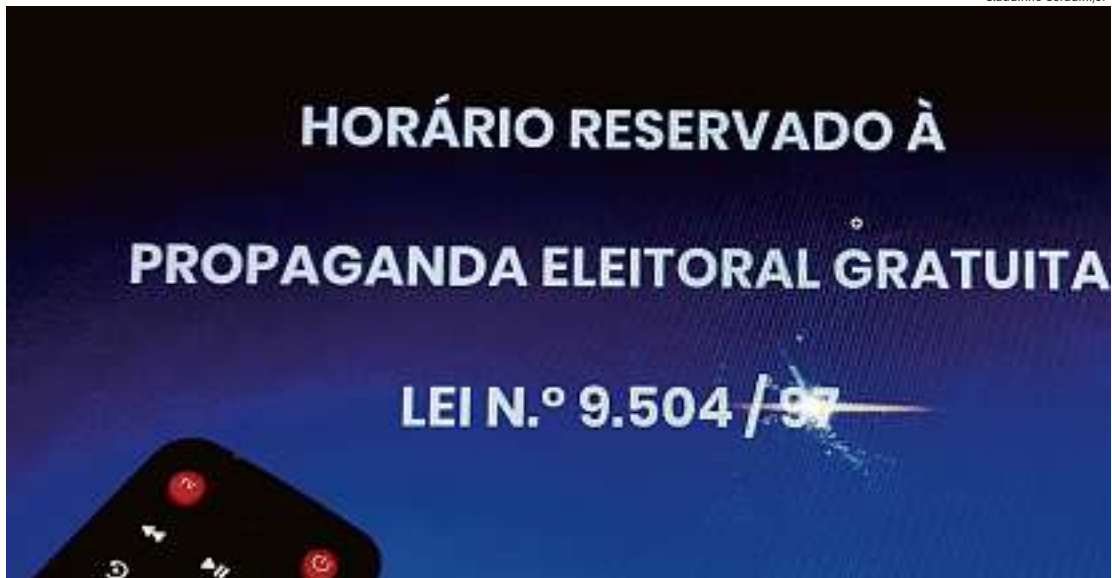 HORÁRIO RESERVADO À
PROPAGANDA ELEITORAL GRATUITA
LEI N.º 9.504 / 97